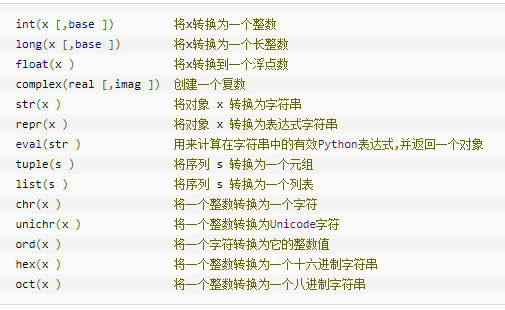 int(x [,base ]) 将x转换为一个整数
long(x [,base ]) 将x转换为一个长整数
float(x ) 将x转换到一个浮点数
complex(real [,imag ]) 创建一个复数
str(x ) 将对象 x 转换为字符串
repr(x ) 将对象 x 转换为表达式字符串
eval(str ) 用来计算在字符串中的有效Python表达式,并返回一个对象
tuple(s ) 将序列 s 转换为一个元组
list(s ) 将序列 s 转换为一个列表
chr(x ) 将一个整数转换为一个字符
unichr(x ) 将一个整数转换为Unicode字符
ord(x ) 将一个字符转换为它的整数值
hex(x ) 将一个整数转换为一个十六进制字符串
oct(x ) 将一个整数转换为一个八进制字符串